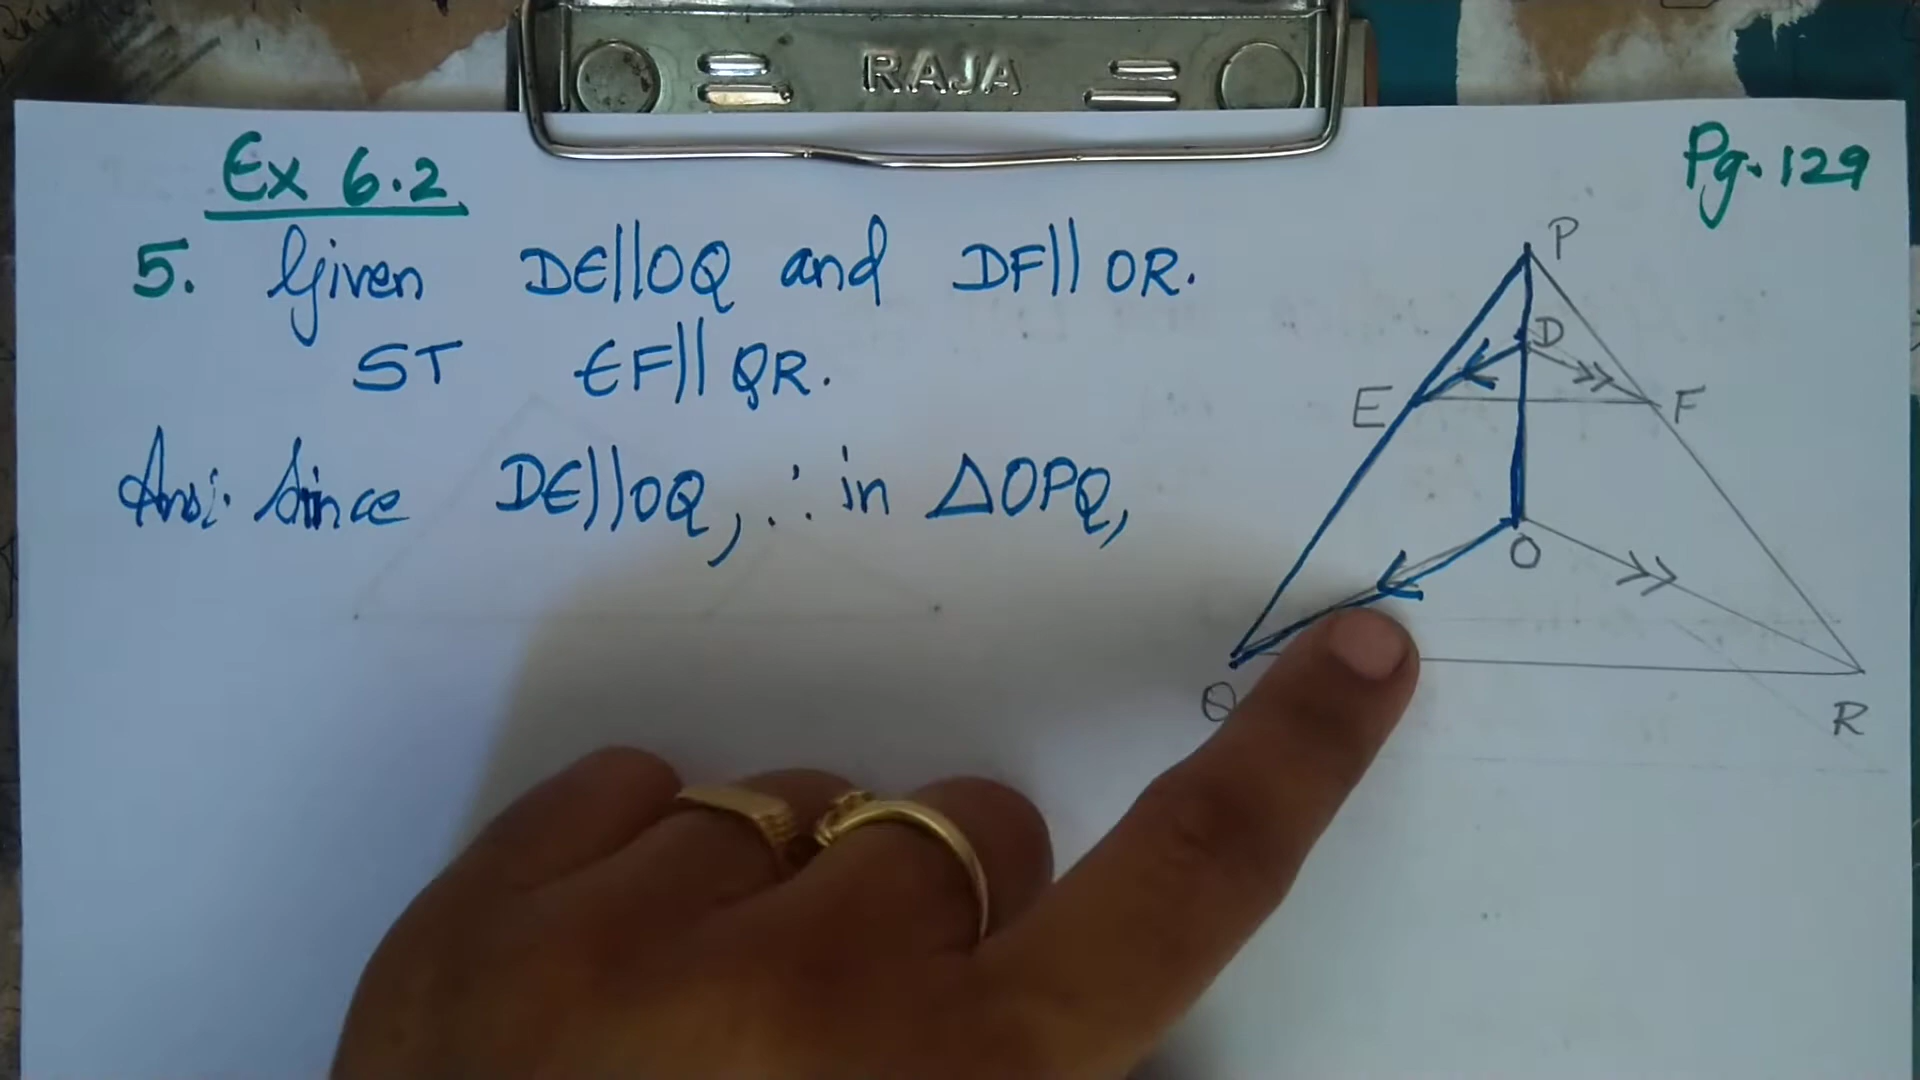 RAJA
Ex 6.2
Pg. 129
5. Given DE||OQ and DF|| OR.
ST EF|| QR.
Ans:. Since DE||OQ, ∴ in △OPQ,
P
D
E
F
O
Q
R